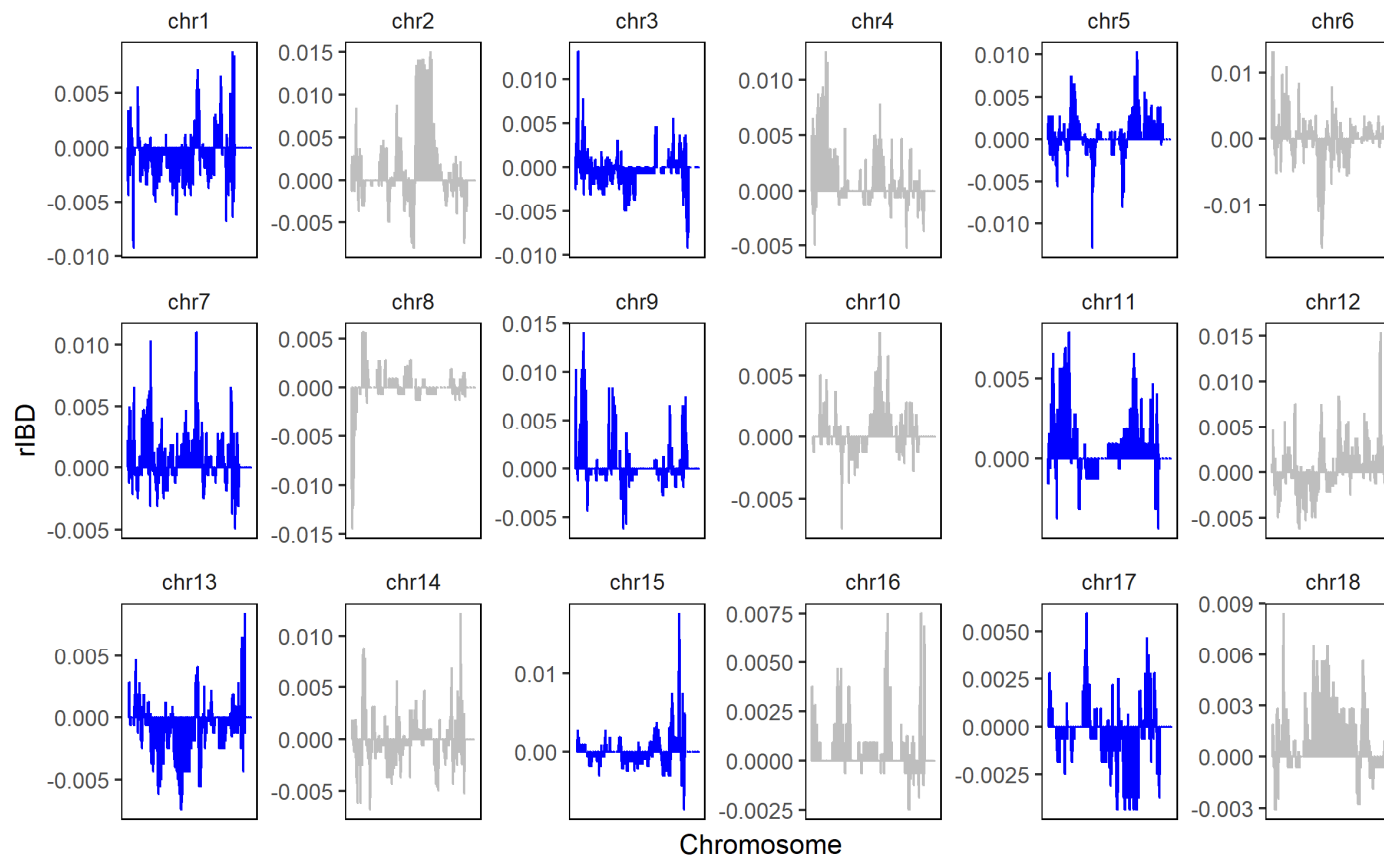 chr1 chr2 chr3 chr4 chr5 chr6
0.005 0.000 -0.005 -0.010
0.015 0.010 0.005 0.000 -0.005
0.010 0.005 0.000 -0.005 -0.010
0.010 0.005 0.000 -0.005
0.010 0.005 0.000 -0.005 -0.010
0.01 0.00 -0.01
chr7 chr8 chr9 chr10 chr11 chr12
0.010 0.005 0.000 -0.005
0.005 0.000 -0.005 -0.010 -0.015
0.015 0.010 0.005 0.000 -0.005
0.005 0.000 -0.005
0.005 0.000
0.015 0.010 0.005 0.000 -0.005
rIBD
chr13 chr14 chr15 chr16 chr17 chr18
0.005 0.000 -0.005
0.010 0.005 0.000 -0.005
0.01 0.00
0.0075 0.0050 0.0025 0.0000 -0.0025
0.0050 0.0025 0.0000 -0.0025
0.009 0.006 0.003 0.000 -0.003
Chromosome